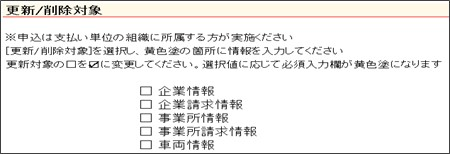 更新/削除対象
※申込は支払い単位の組織に所属する方が実施ください
[更新/削除対象]を選択し、黄色塗の箇所に情報を入力してください
更新対象の□を☑に変更してください。選択値に応じて必須入力欄が黄色塗になります
□ 企業情報
□ 企業請求情報
□ 事業所情報
□ 事業所請求情報
□ 車両情報